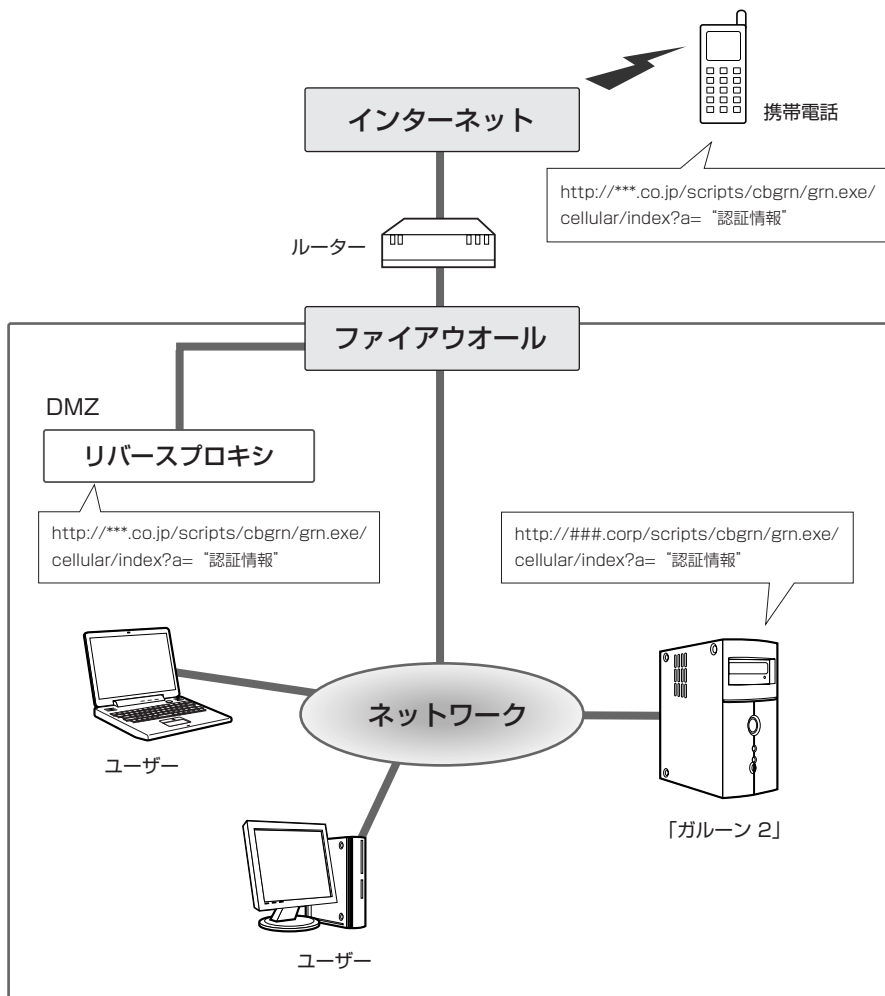 インターネット
携帯電話
http://***.co.jp/scripts/cbgrn/grn.exe/
cellular/index?a=“認証情報”
ルーター
ファイアウオール
DMZ
リバースプロキシ
http://***.co.jp/scripts/cbgrn/grn.exe/
cellular/index?a=“認証情報”
http://###.corp/scripts/cbgrn/grn.exe/
cellular/index?a=“認証情報”
ネットワーク
ユーザー
「ガルーン 2」
ユーザー